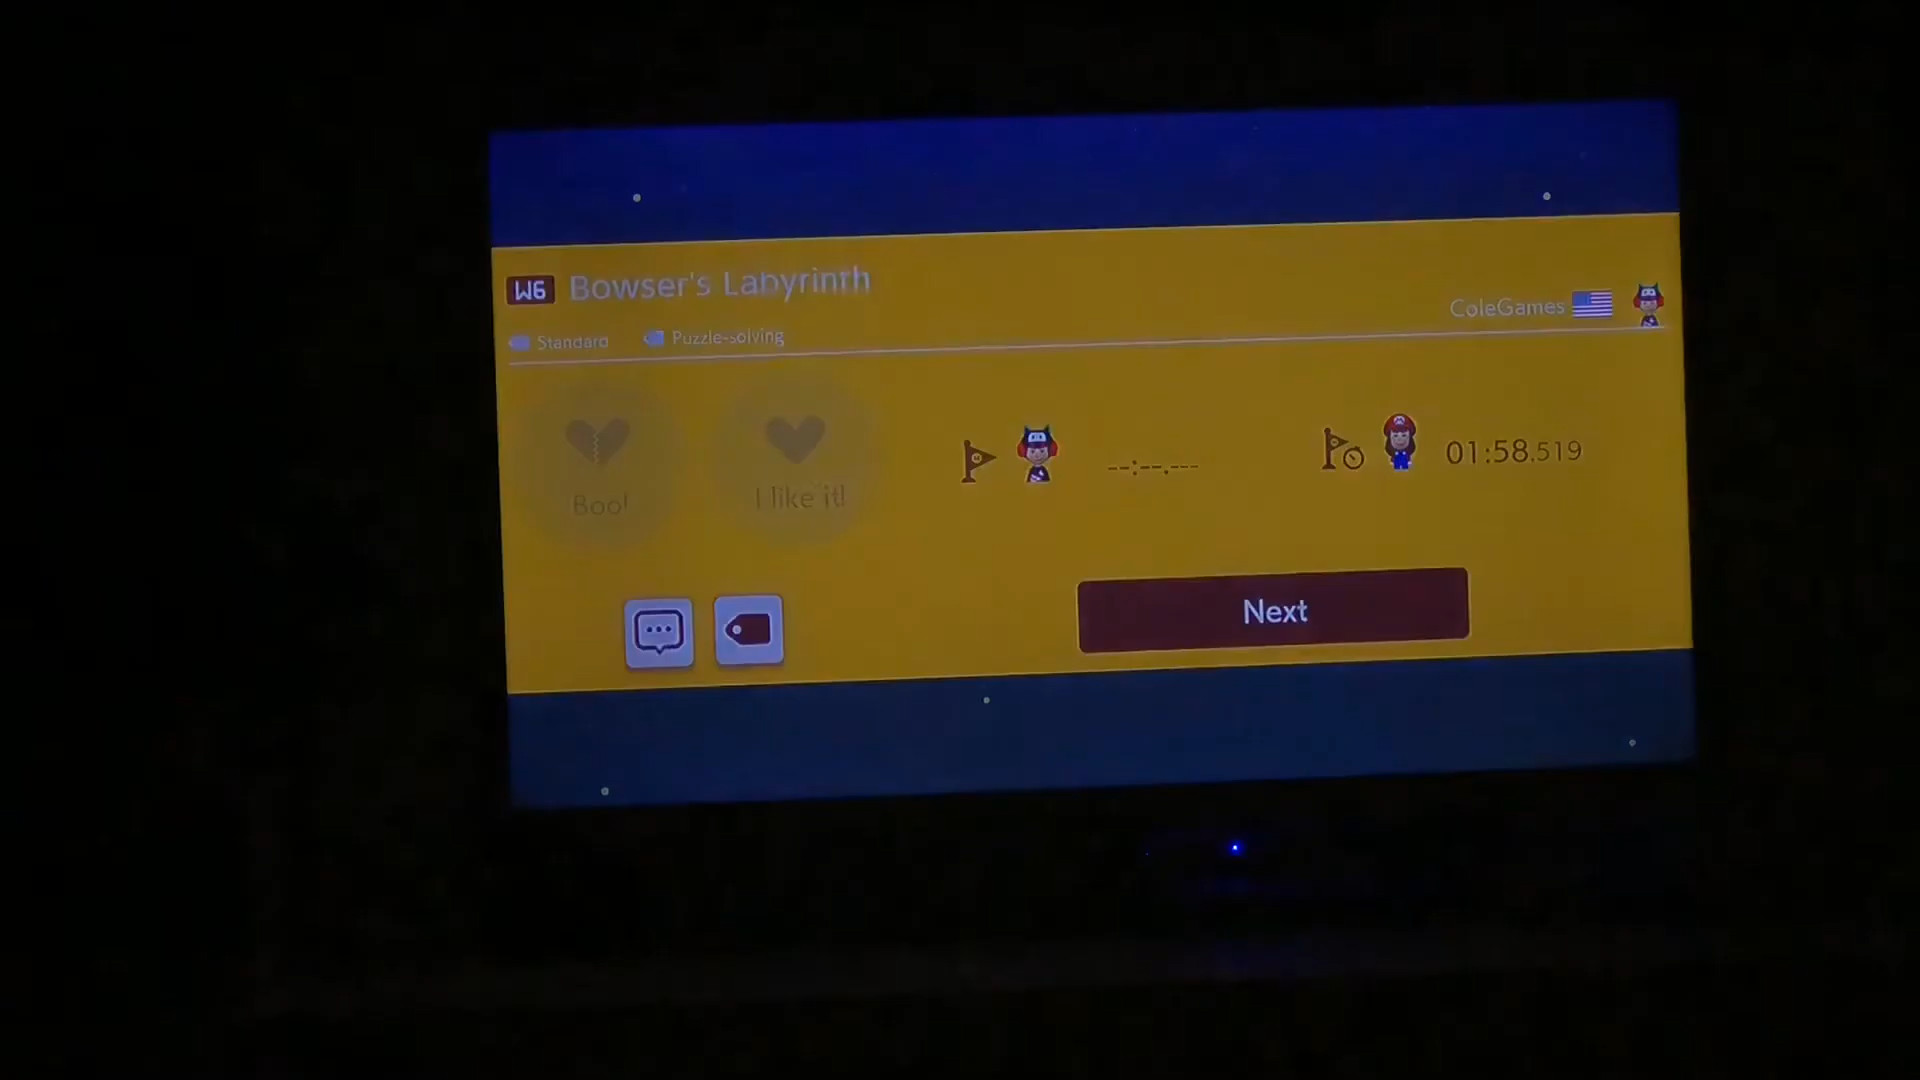 W6 Bowser's Labyrinth
ColeGames
Standard Puzzle-solving
Boo! I like it! --:--.--- 01:58.519
Next